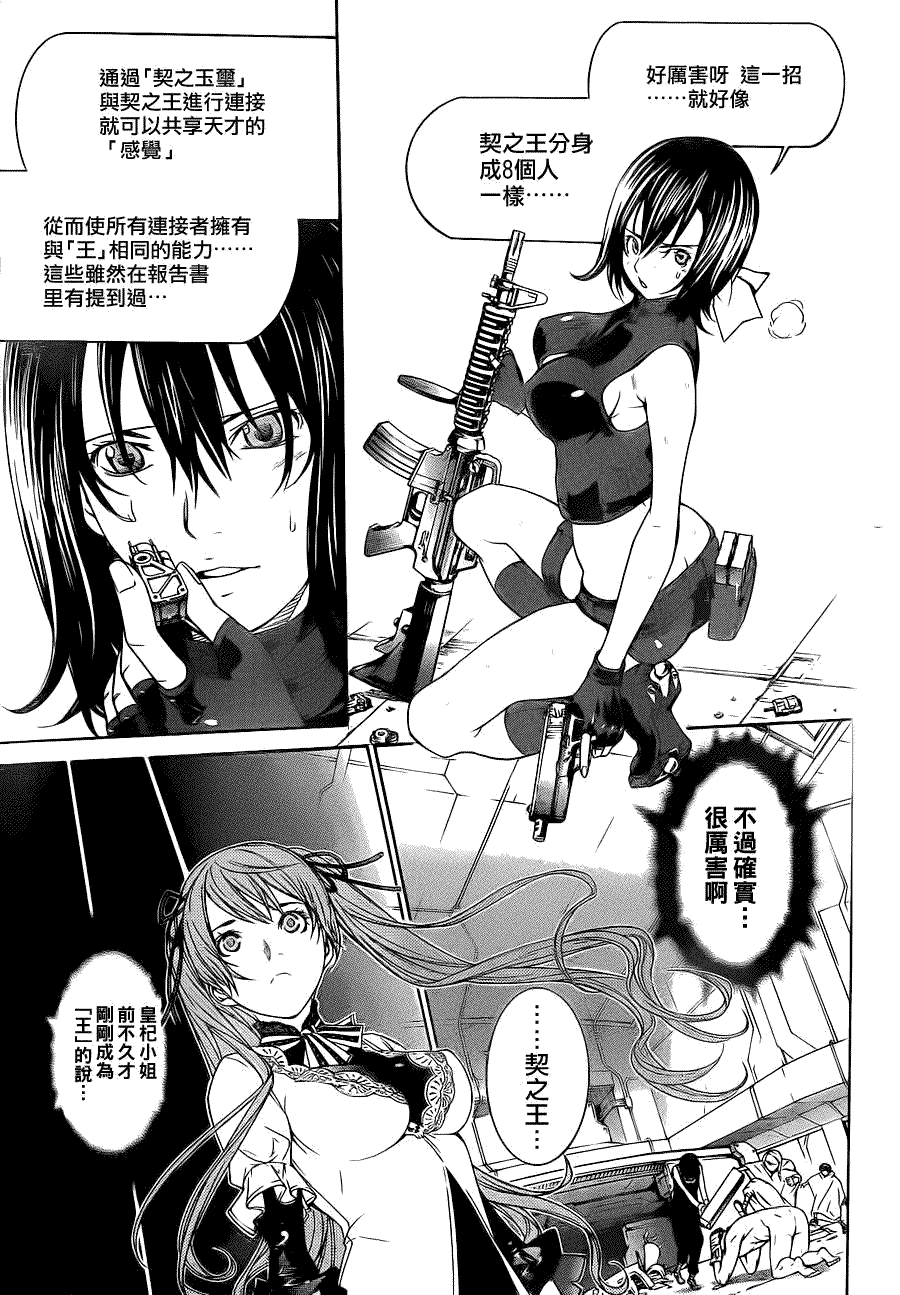 好厲害呀 這一招
……就好像
契之王分身
成8個人
一樣……
通過「契之玉璽」
與契之王進行連接
就可以共享天才的
「感覺」
從而使所有連接者擁有
與「王」相同的能力……
這些雖然在報告書
里有提到過…
不過確實…
很厲害啊
……契之王…
皇杞小姐
前不久才
剛剛成為
「王」的說…